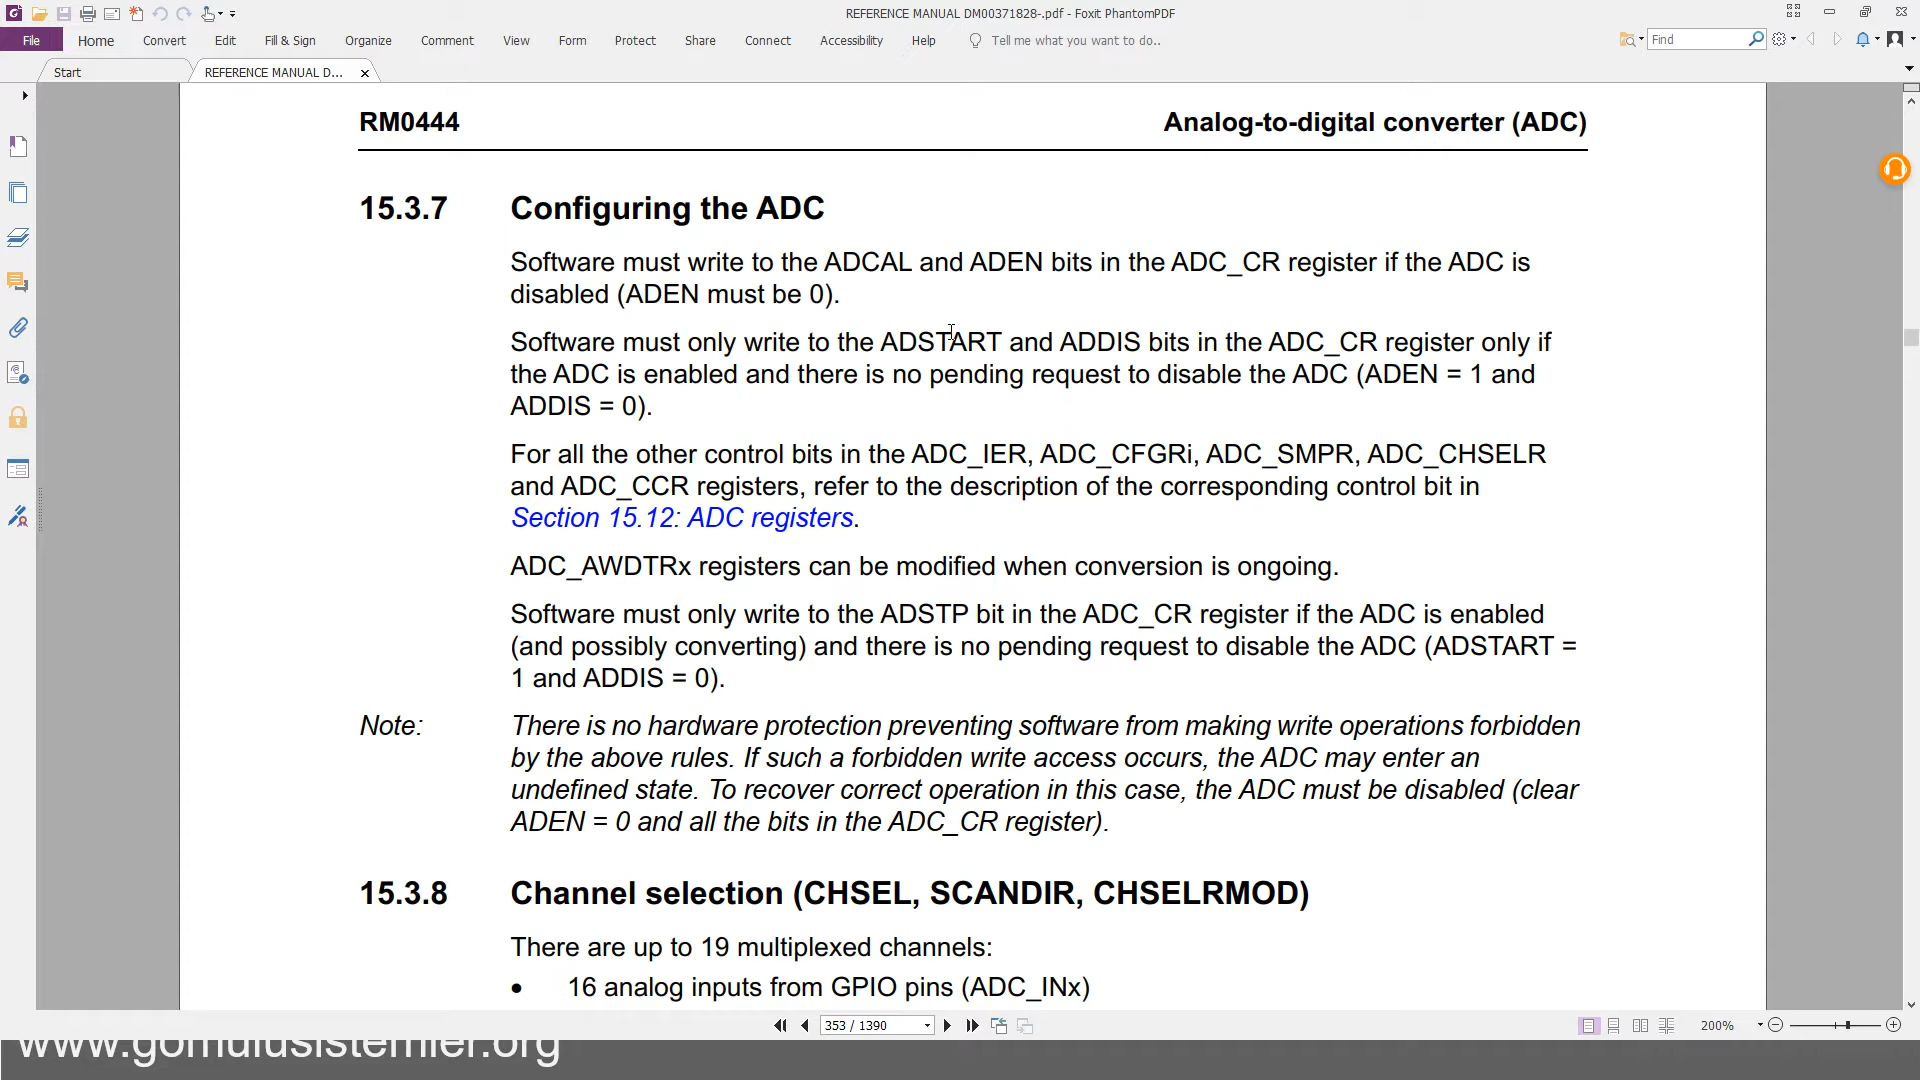 REFERENCE MANUAL DM00371828-.pdf - Foxit PhantomPDF
File Home Convert Edit Fill & Sign Organize Comment View Form Protect Share Connect Accessibility Help Tell me what you want to do.. Find
Start REFERENCE MANUAL D...
RM0444 Analog-to-digital converter (ADC)
15.3.7 Configuring the ADC
Software must write to the ADCAL and ADEN bits in the ADC_CR register if the ADC is
disabled (ADEN must be 0).
Software must only write to the ADSTART and ADDIS bits in the ADC_CR register only if
the ADC is enabled and there is no pending request to disable the ADC (ADEN = 1 and
ADDIS = 0).
For all the other control bits in the ADC_IER, ADC_CFGRi, ADC_SMPR, ADC_CHSELR
and ADC_CCR registers, refer to the description of the corresponding control bit in
Section 15.12: ADC registers.
ADC_AWDTRx registers can be modified when conversion is ongoing.
Software must only write to the ADSTP bit in the ADC_CR register if the ADC is enabled
(and possibly converting) and there is no pending request to disable the ADC (ADSTART =
1 and ADDIS = 0).
Note: There is no hardware protection preventing software from making write operations forbidden
by the above rules. If such a forbidden write access occurs, the ADC may enter an
undefined state. To recover correct operation in this case, the ADC must be disabled (clear
ADEN = 0 and all the bits in the ADC_CR register).
15.3.8 Channel selection (CHSEL, SCANDIR, CHSELRMOD)
There are up to 19 multiplexed channels:
• 16 analog inputs from GPIO pins (ADC_INx)
353 / 1390 200%
www.gomulusistemler.org